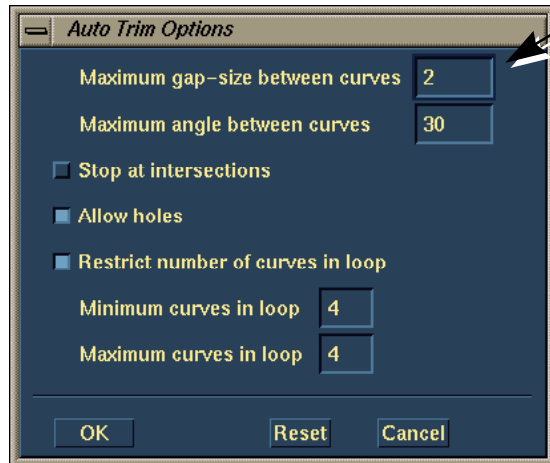 Auto Trim Options
Maximum gap-size between curves 2
Maximum angle between curves 30
Stop at intersections
Allow holes
Restrict number of curves in loop
Minimum curves in loop 4
Maximum curves in loop 4
OK Reset Cancel